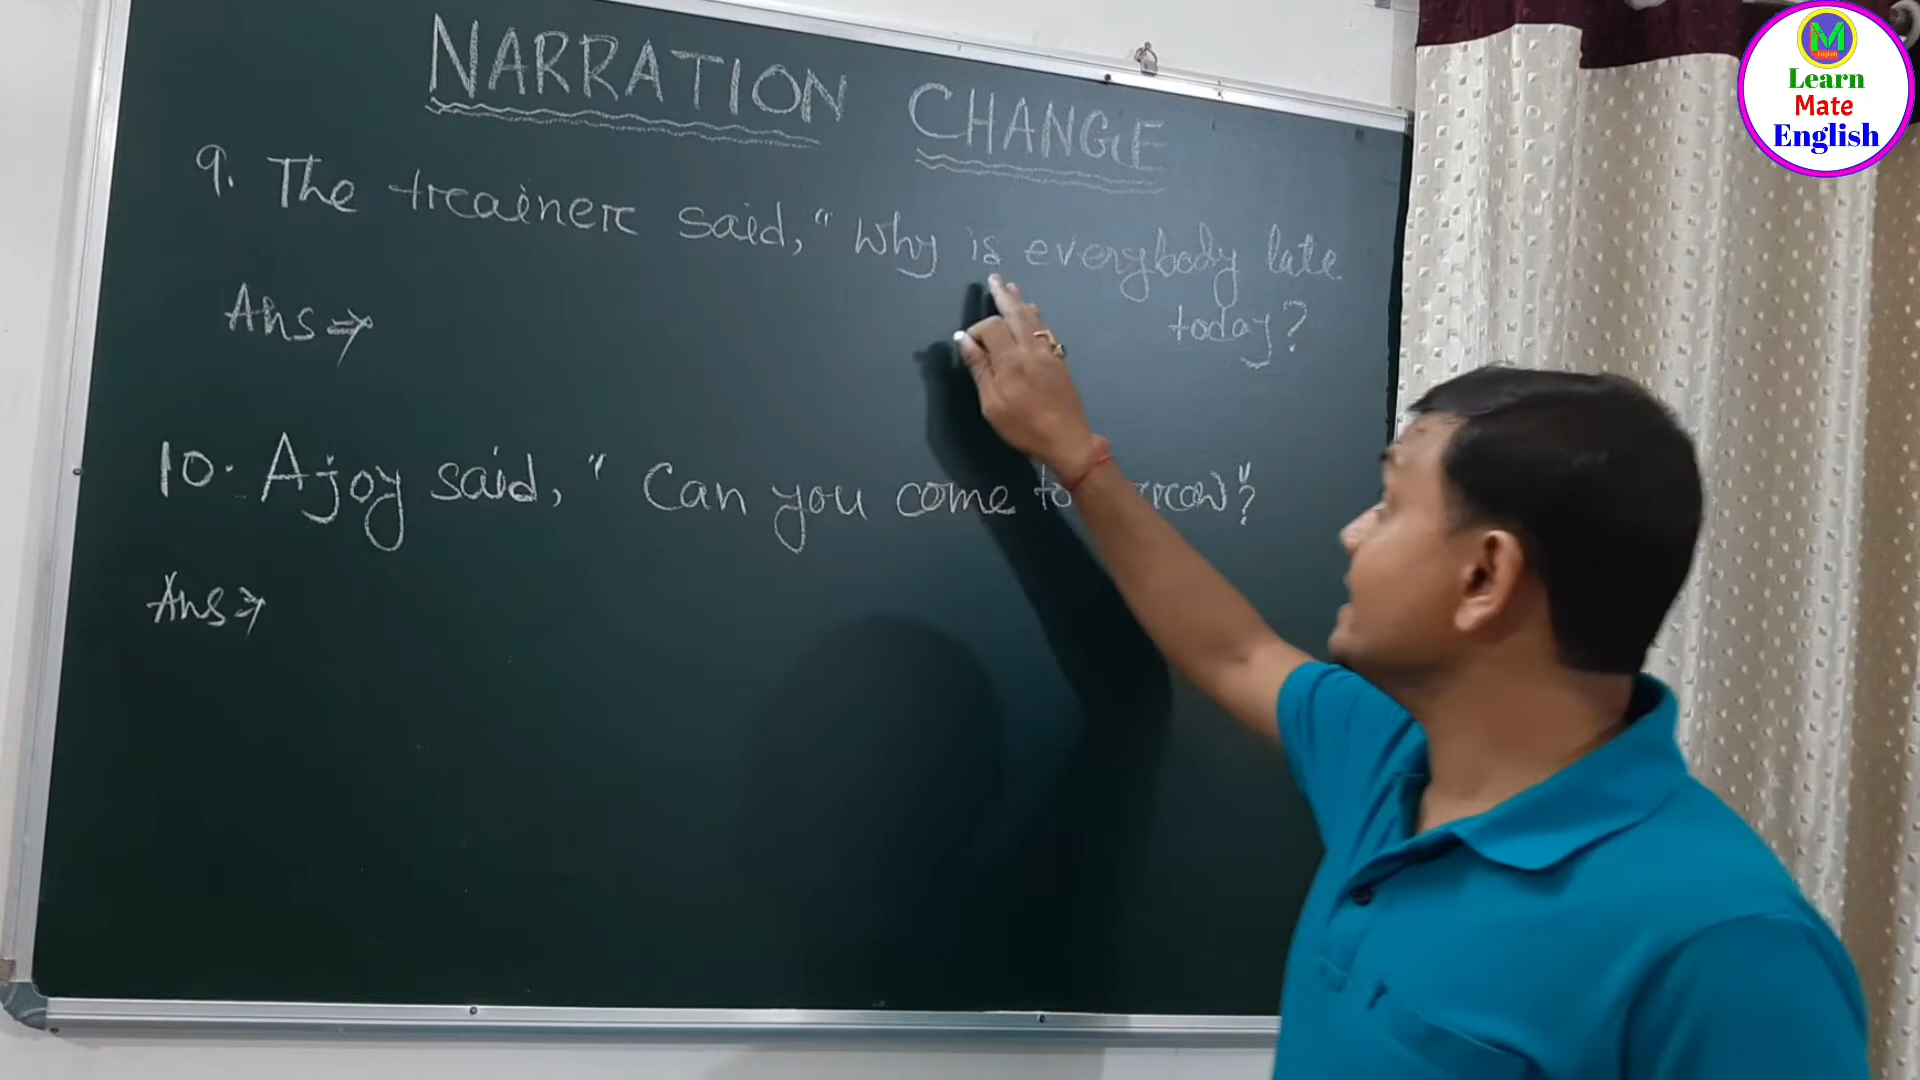 NARRATION CHANGE
9. The trainer said, "Why is everybody late
today?
Ans ⇒
10. Ajoy said, " Can you come"?
Ans ⇒
M
English
Learn
Mate
English